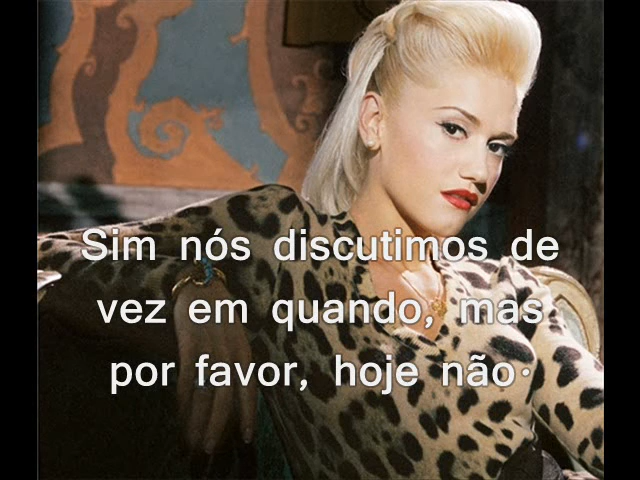 Sim nós discutimos de
vez em quando, mas
por favor, hoje não.